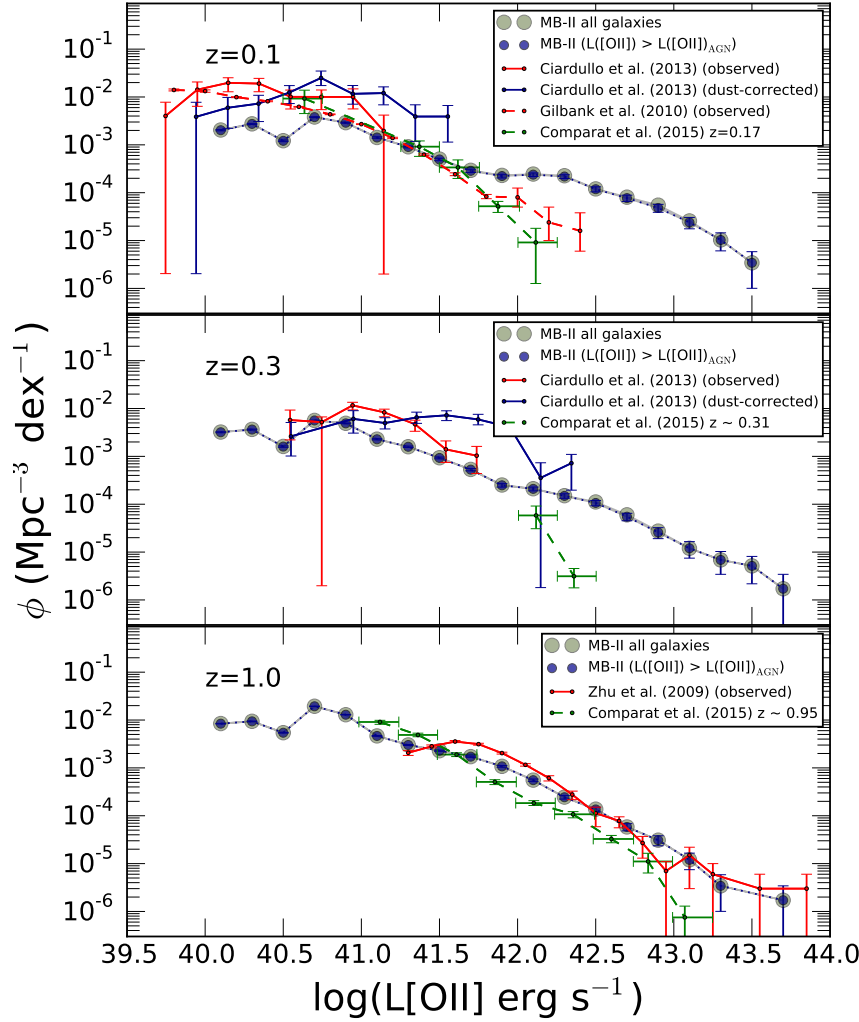 z=0.1
MB-II all galaxies
MB-II (L([OII]) > L([OII])AGN)
Ciardullo et al. (2013) (observed)
Ciardullo et al. (2013) (dust-corrected)
Gilbank et al. (2010) (observed)
Comparat et al. (2015) z=0.17
10⁻¹
10⁻²
10⁻³
10⁻⁴
10⁻⁵
10⁻⁶
z=0.3
MB-II all galaxies
MB-II (L([OII]) > L([OII])AGN)
Ciardullo et al. (2013) (observed)
Ciardullo et al. (2013) (dust-corrected)
Comparat et al. (2015) z ~ 0.31
10⁻¹
10⁻²
10⁻³
10⁻⁴
10⁻⁵
10⁻⁶
ϕ (Mpc⁻³ dex⁻¹)
z=1.0
MB-II all galaxies
MB-II (L([OII]) > L([OII])AGN)
Zhu et al. (2009) (observed)
Comparat et al. (2015) z ~ 0.95
10⁻¹
10⁻²
10⁻³
10⁻⁴
10⁻⁵
10⁻⁶
39.5 40.0 40.5 41.0 41.5 42.0 42.5 43.0 43.5 44.0
log(L[OII] erg s⁻¹)